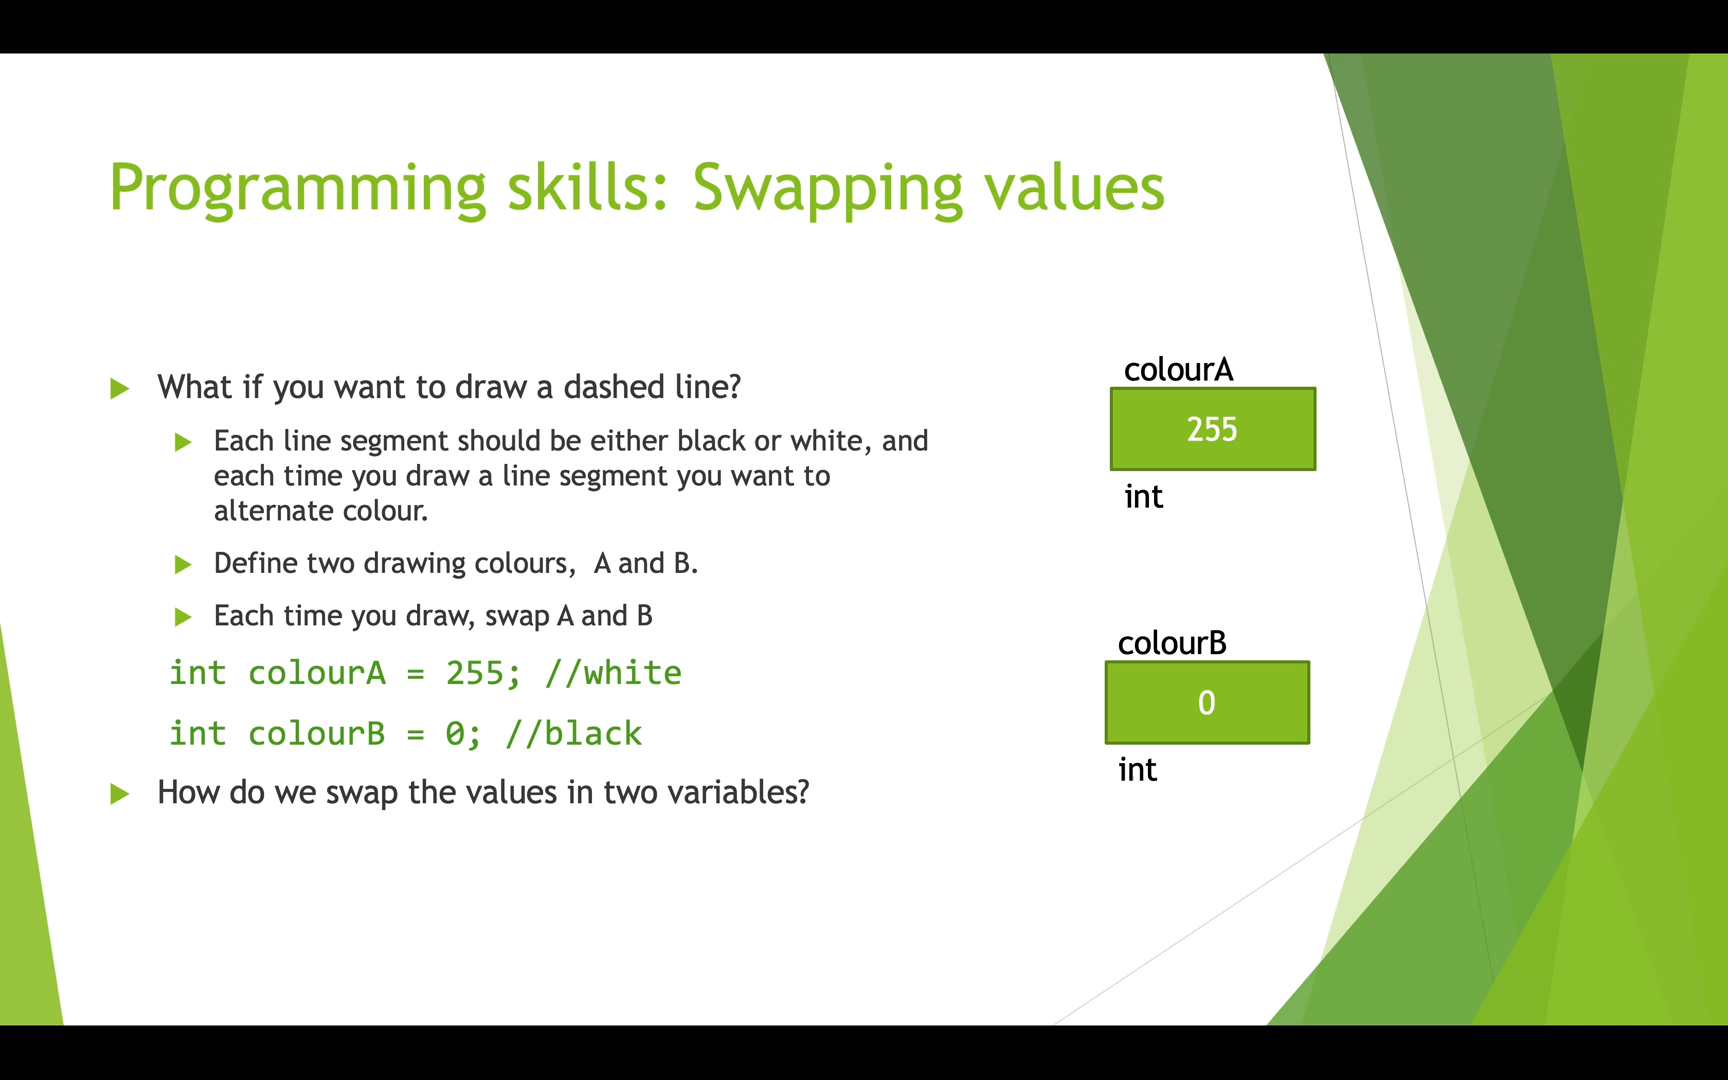 Programming skills: Swapping values
What if you want to draw a dashed line?
Each line segment should be either black or white, and
each time you draw a line segment you want to
alternate colour.
Define two drawing colours,  A and B.
Each time you draw, swap A and B
int colourA = 255; //white
int colourB = 0; //black
How do we swap the values in two variables?
colourA
255
int
colourB
0
int